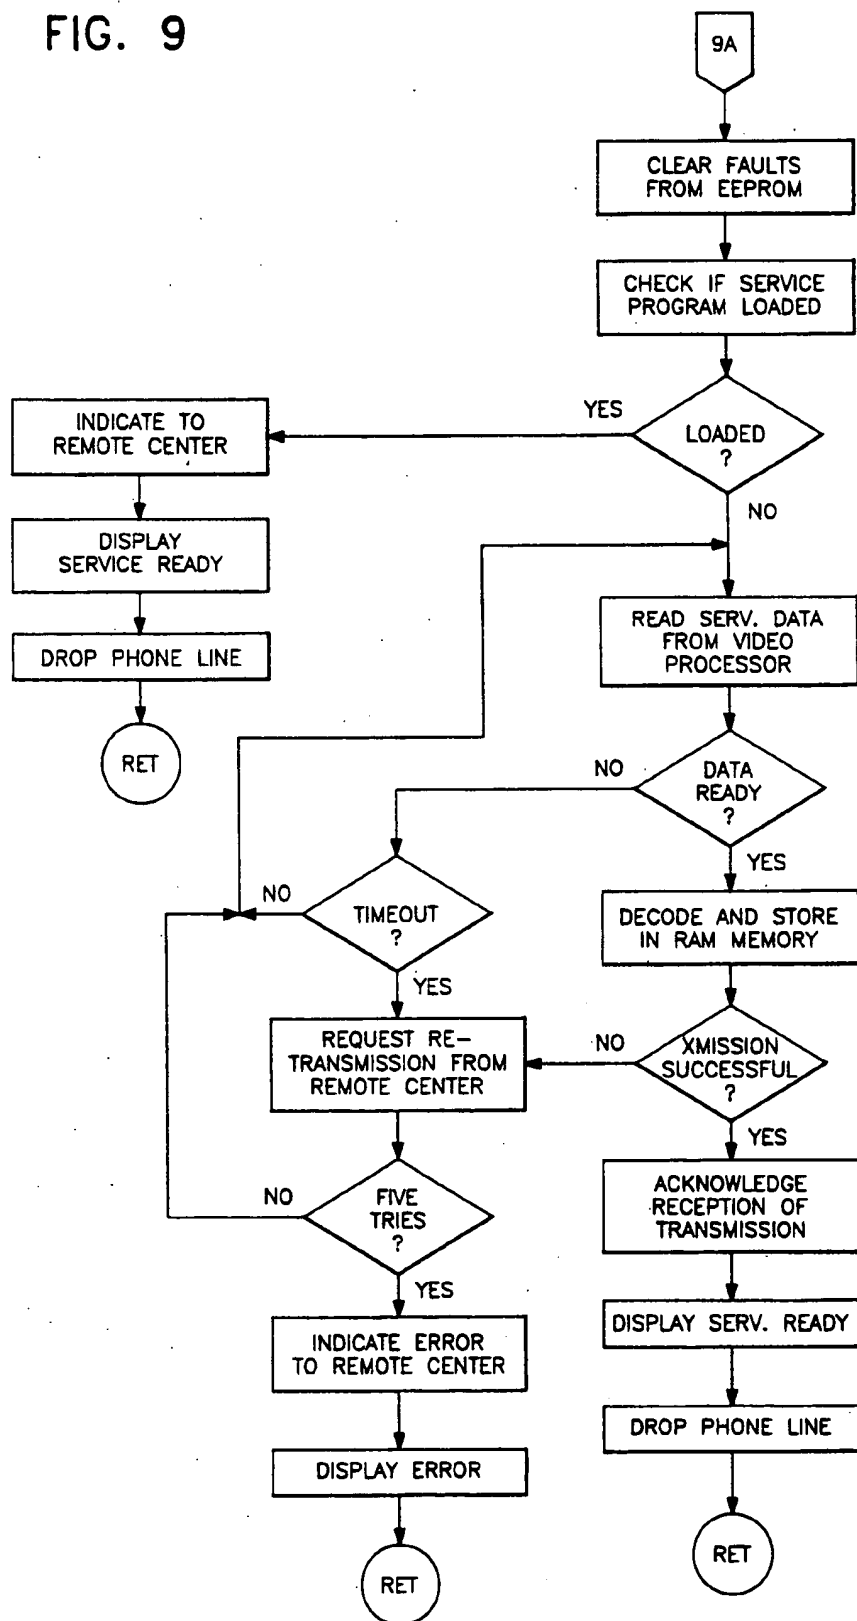 FIG. 9
9A
CLEAR FAULTS
FROM EEPROM
CHECK IF SERVICE
PROGRAM LOADED
YES
LOADED
?
NO
INDICATE TO
REMOTE CENTER
DISPLAY
SERVICE READY
DROP PHONE LINE
RET
READ SERV. DATA
FROM VIDEO
PROCESSOR
NO
DATA
READY
?
YES
NO
TIMEOUT
?
YES
DECODE AND STORE
IN RAM MEMORY
REQUEST RE-
TRANSMISSION FROM
REMOTE CENTER
NO
XMISSION
SUCCESSFUL
?
YES
NO
FIVE
TRIES
?
YES
ACKNOWLEDGE
RECEPTION OF
TRANSMISSION
INDICATE ERROR
TO REMOTE CENTER
DISPLAY SERV. READY
DISPLAY ERROR
DROP PHONE LINE
RET
RET